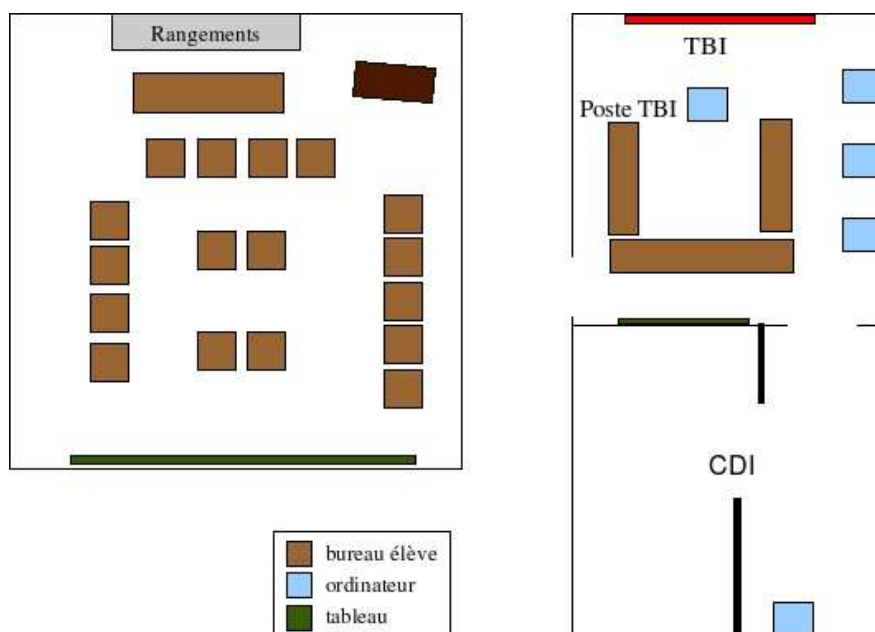 Rangements
TBI
Poste TBI
CDI
bureau élève
ordinateur
tableau